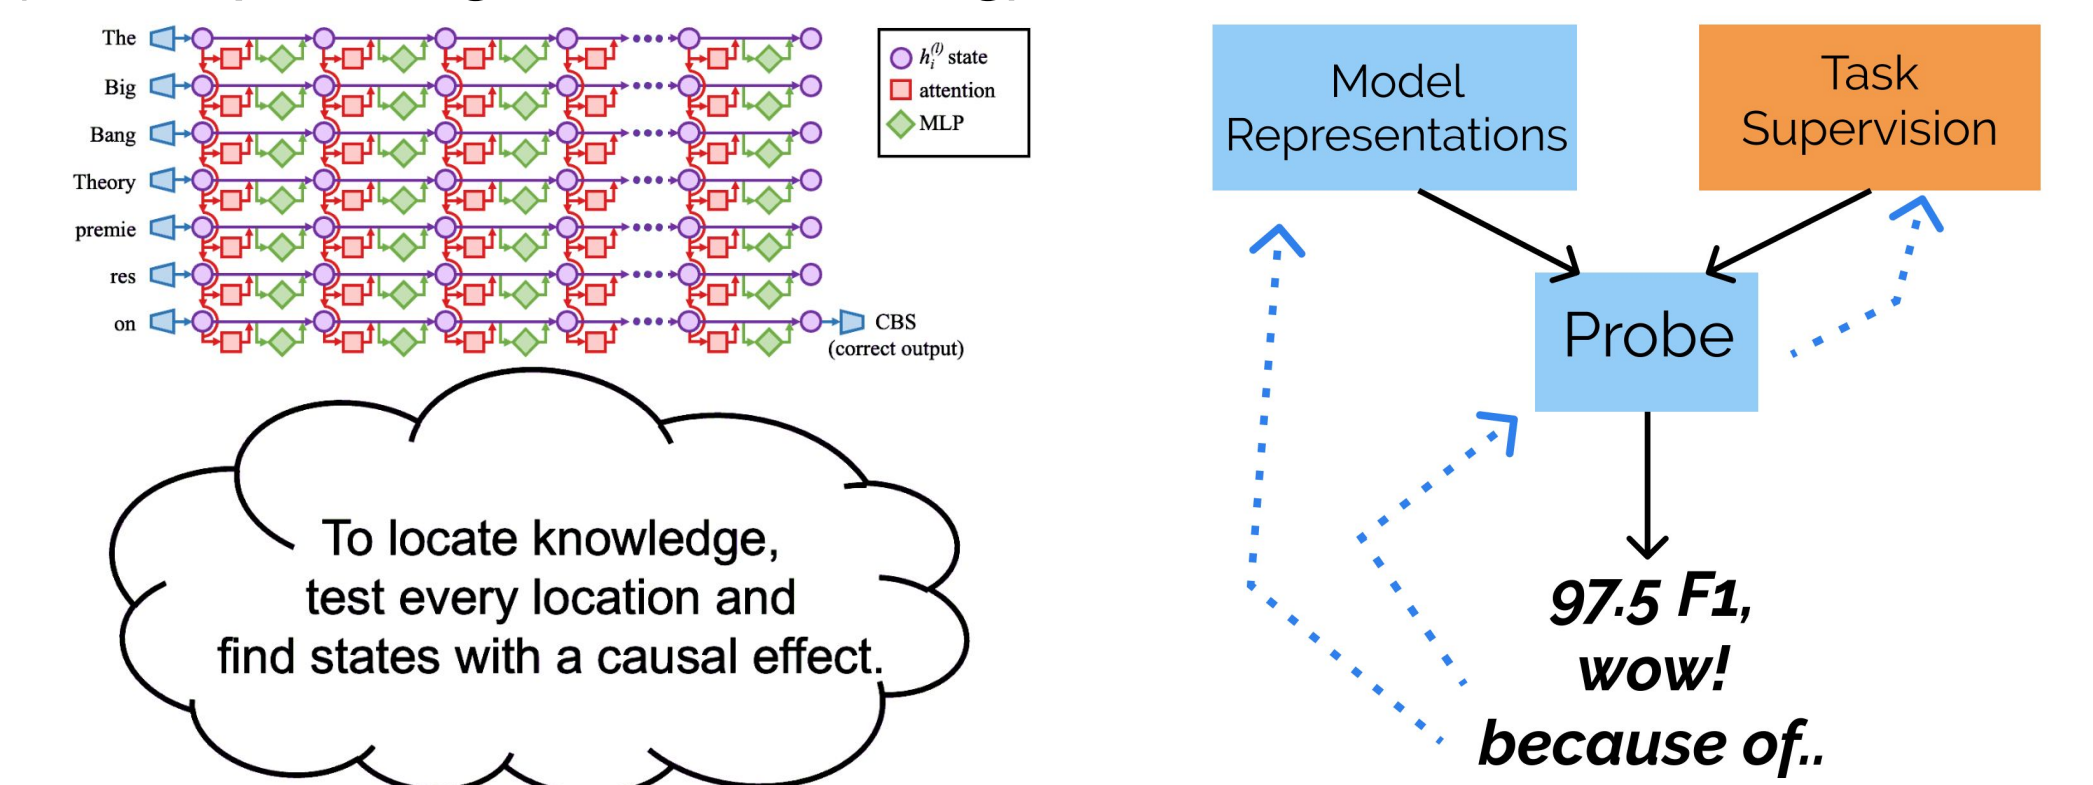 The
Big
Bang
Theory
premie
res
on
h_i^{(l)} state
attention
MLP
CBS
(correct output)
To locate knowledge,
test every location and
find states with a causal effect.
Model
Representations
Task
Supervision
Probe
97.5 F1,
wow!
because of..